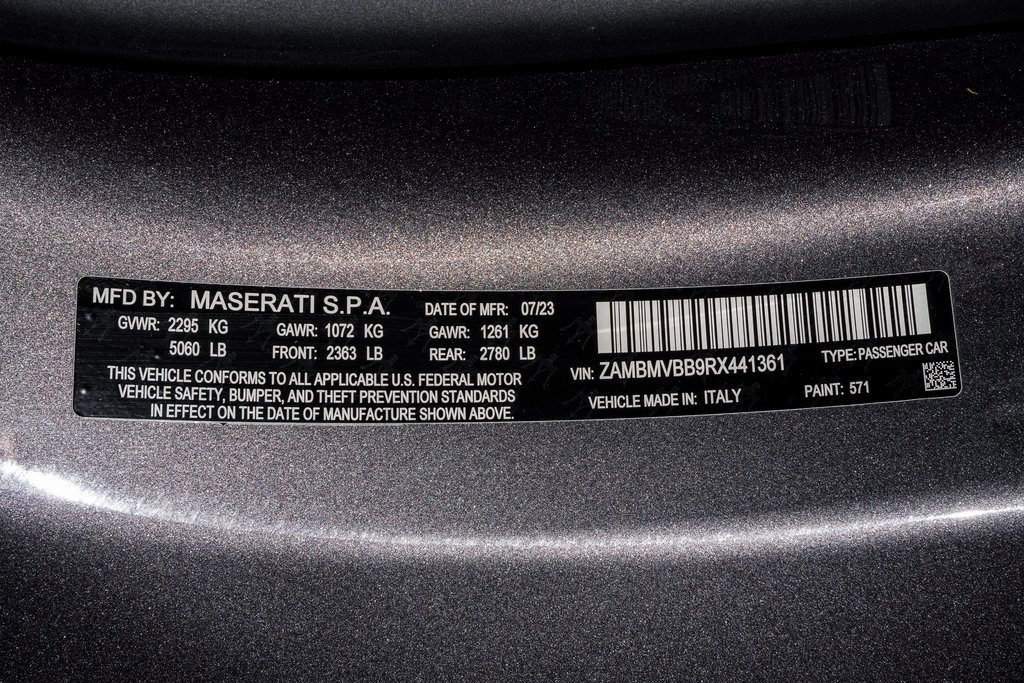 MFD BY: MASERATI S.P.A. DATE OF MFR: 07/23
GVWR: 2295 KG GAWR: 1072 KG GAWR: 1261 KG
5060 LB FRONT: 2363 LB REAR: 2780 LB
THIS VEHICLE CONFORMS TO ALL APPLICABLE U.S. FEDERAL MOTOR
VEHICLE SAFETY, BUMPER, AND THEFT PREVENTION STANDARDS
IN EFFECT ON THE DATE OF MANUFACTURE SHOWN ABOVE.
VIN: ZAMBMVBB9RX441361 TYPE: PASSENGER CAR
VEHICLE MADE IN: ITALY PAINT: 571